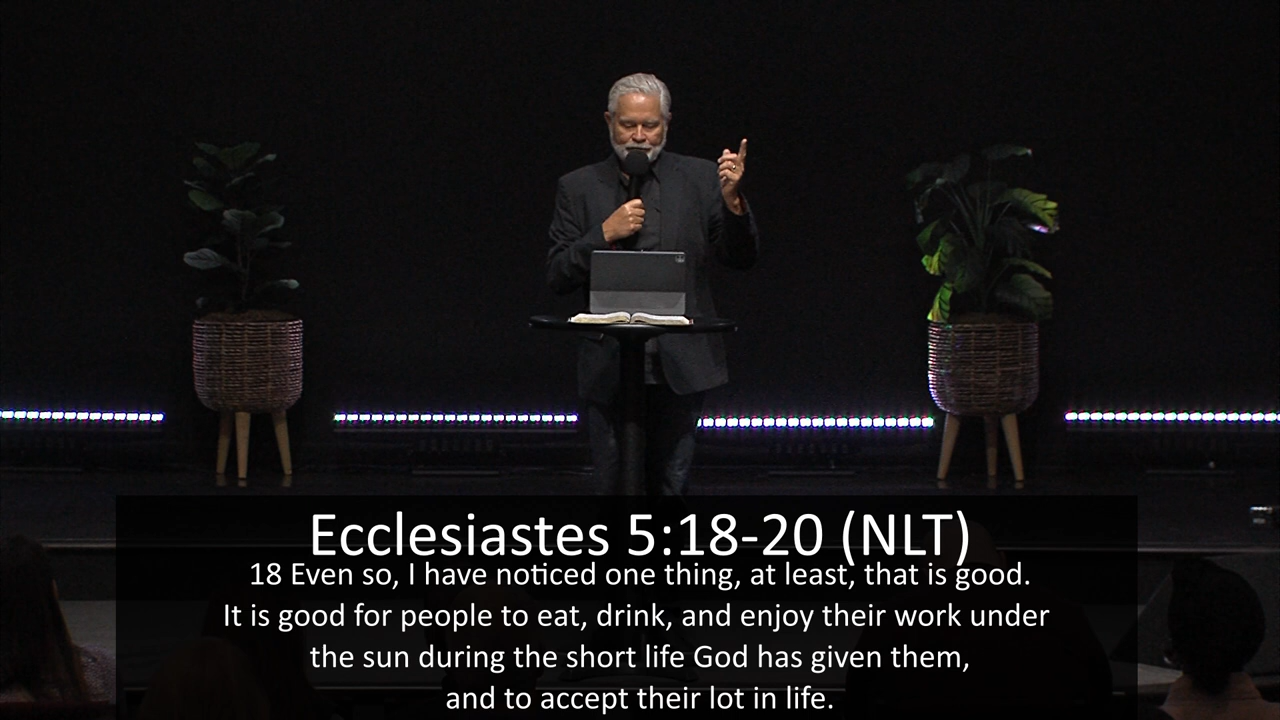 Ecclesiastes 5:18-20 (NLT)
18 Even so, I have noticed one thing, at least, that is good.
It is good for people to eat, drink, and enjoy their work under
the sun during the short life God has given them,
and to accept their lot in life.